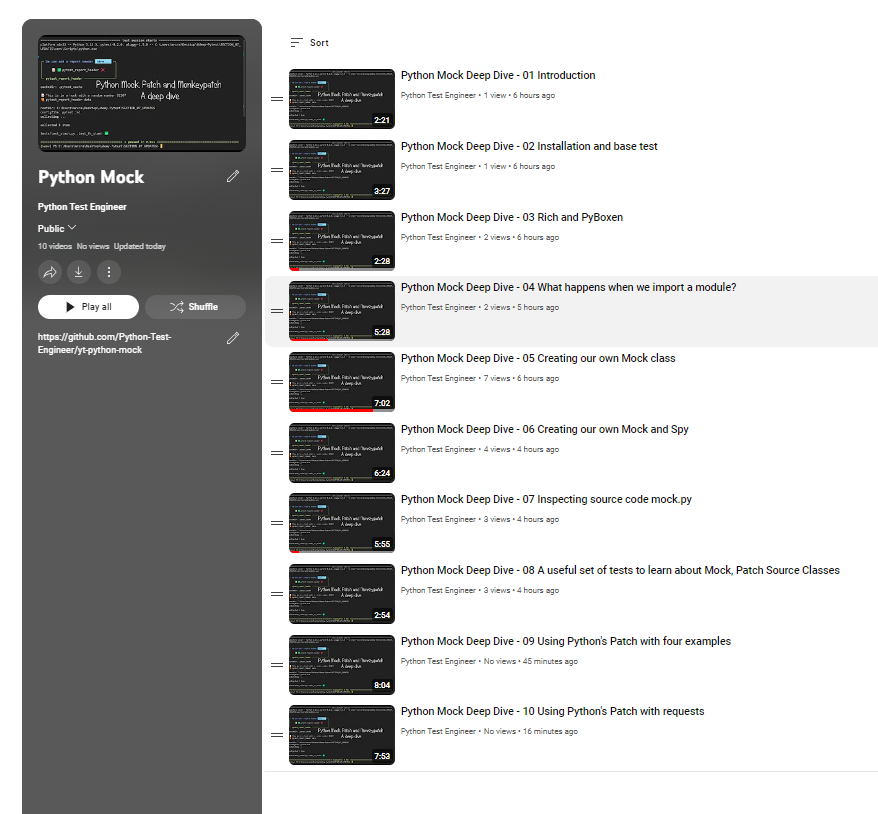 Python Mock Patch and Monkeypatch
A deep dive
Python Mock
Python Test Engineer
Public
10 videos No views Updated today
Play all
Shuffle
https://github.com/Python-Test-
Engineer/yt-python-mock
Sort
2:21
Python Mock Deep Dive - 01 Introduction
Python Test Engineer • 1 view • 6 hours ago
3:27
Python Mock Deep Dive - 02 Installation and base test
Python Test Engineer • 1 view • 6 hours ago
2:28
Python Mock Deep Dive - 03 Rich and PyBoxen
Python Test Engineer • 2 views • 6 hours ago
5:28
Python Mock Deep Dive - 04 What happens when we import a module?
Python Test Engineer • 2 views • 5 hours ago
7:02
Python Mock Deep Dive - 05 Creating our own Mock class
Python Test Engineer • 7 views • 6 hours ago
6:24
Python Mock Deep Dive - 06 Creating our own Mock and Spy
Python Test Engineer • 4 views • 4 hours ago
5:55
Python Mock Deep Dive - 07 Inspecting source code mock.py
Python Test Engineer • 3 views • 4 hours ago
2:54
Python Mock Deep Dive - 08 A useful set of tests to learn about Mock, Patch Source Classes
Python Test Engineer • 3 views • 4 hours ago
8:04
Python Mock Deep Dive - 09 Using Python's Patch with four examples
Python Test Engineer • No views • 45 minutes ago
7:53
Python Mock Deep Dive - 10 Using Python's Patch with requests
Python Test Engineer • No views • 16 minutes ago